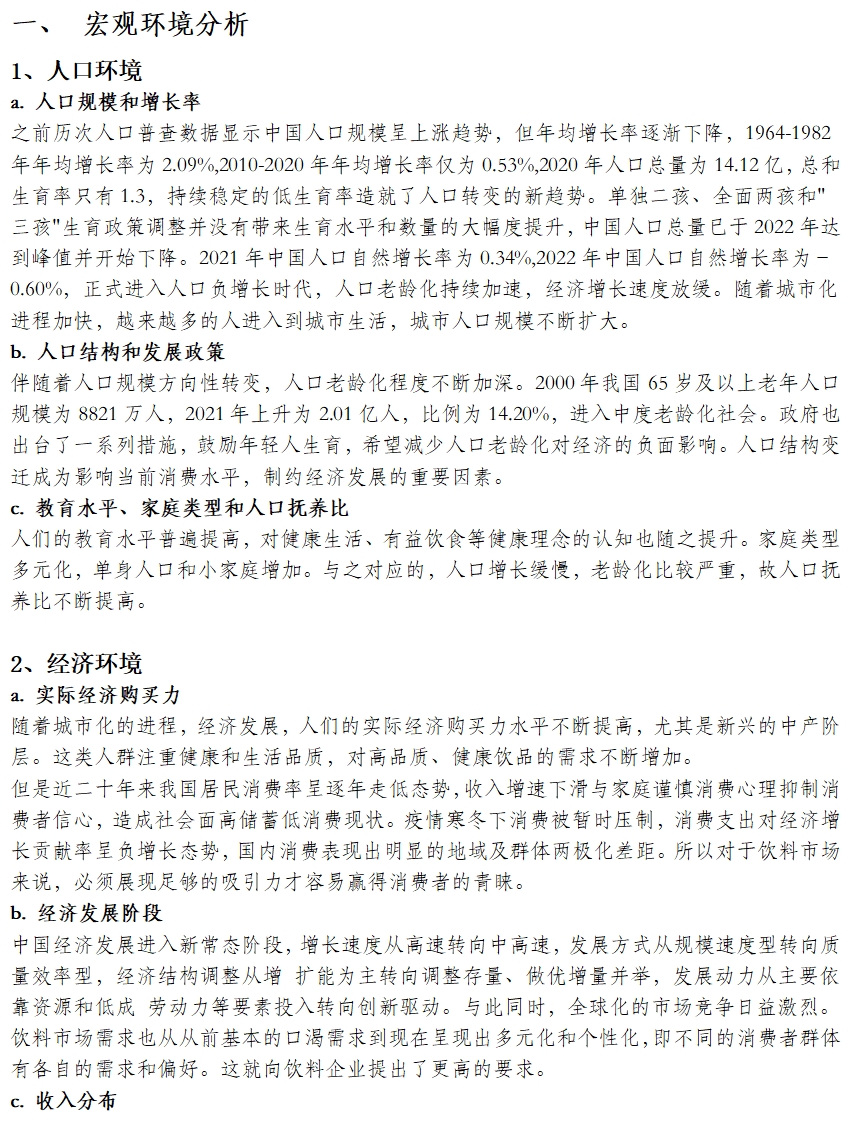 一、 宏观环境分析
1、人口环境
a. 人口规模和增长率
之前历次人口普查数据显示中国人口规模呈上涨趋势，但年均增长率逐渐下降，1964-1982
年年均增长率为 2.09%,2010-2020 年年均增长率仅为 0.53%,2020 年人口总量为 14.12 亿，总和
生育率只有 1.3，持续稳定的低生育率造就了人口转变的新趋势。单独二孩、全面两孩和"
三孩"生育政策调整并没有带来生育水平和数量的大幅度提升，中国人口总量已于 2022 年达
到峰值并开始下降。2021 年中国人口自然增长率为 0.34%,2022 年中国人口自然增长率为－
0.60%，正式进入人口负增长时代，人口老龄化持续加速，经济增长速度放缓。随着城市化
进程加快，越来越多的人进入到城市生活，城市人口规模不断扩大。
b. 人口结构和发展政策
伴随着人口规模方向性转变，人口老龄化程度不断加深。2000 年我国 65 岁及以上老年人口
规模为 8821 万人，2021 年上升为 2.01 亿人，比例为 14.20%，进入中度老龄化社会。政府也
出台了一系列措施，鼓励年轻人生育，希望减少人口老龄化对经济的负面影响。人口结构变
迁成为影响当前消费水平，制约经济发展的重要因素。
c. 教育水平、家庭类型和人口抚养比
人们的教育水平普遍提高，对健康生活、有益饮食等健康理念的认知也随之提升。家庭类型
多元化，单身人口和小家庭增加。与之对应的，人口增长缓慢，老龄化比较严重，故人口抚
养比不断提高。
2、经济环境
a. 实际经济购买力
随着城市化的进程，经济发展，人们的实际经济购买力水平不断提高，尤其是新兴的中产阶
层。这类人群注重健康和生活品质，对高品质、健康饮品的需求不断增加。
但是近二十年来我国居民消费率呈逐年走低态势，收入增速下滑与家庭谨慎消费心理抑制消
费者信心，造成社会面高储蓄低消费现状。疫情寒冬下消费被暂时压制，消费支出对经济增
长贡献率呈负增长态势，国内消费表现出明显的地域及群体两极化差距。所以对于饮料市场
来说，必须展现足够的吸引力才容易赢得消费者的青睐。
b. 经济发展阶段
中国经济发展进入新常态阶段，增长速度从高速转向中高速，发展方式从规模速度型转向质
量效率型，经济结构调整从增 扩能为主转向调整存量、做优增量并举，发展动力从主要依
靠资源和低成 劳动力等要素投入转向创新驱动。与此同时，全球化的市场竞争日益激烈。
饮料市场需求也从从前基本的口渴需求到现在呈现出多元化和个性化，即不同的消费者群体
有各自的需求和偏好。这就向饮料企业提出了更高的要求。
c. 收入分布